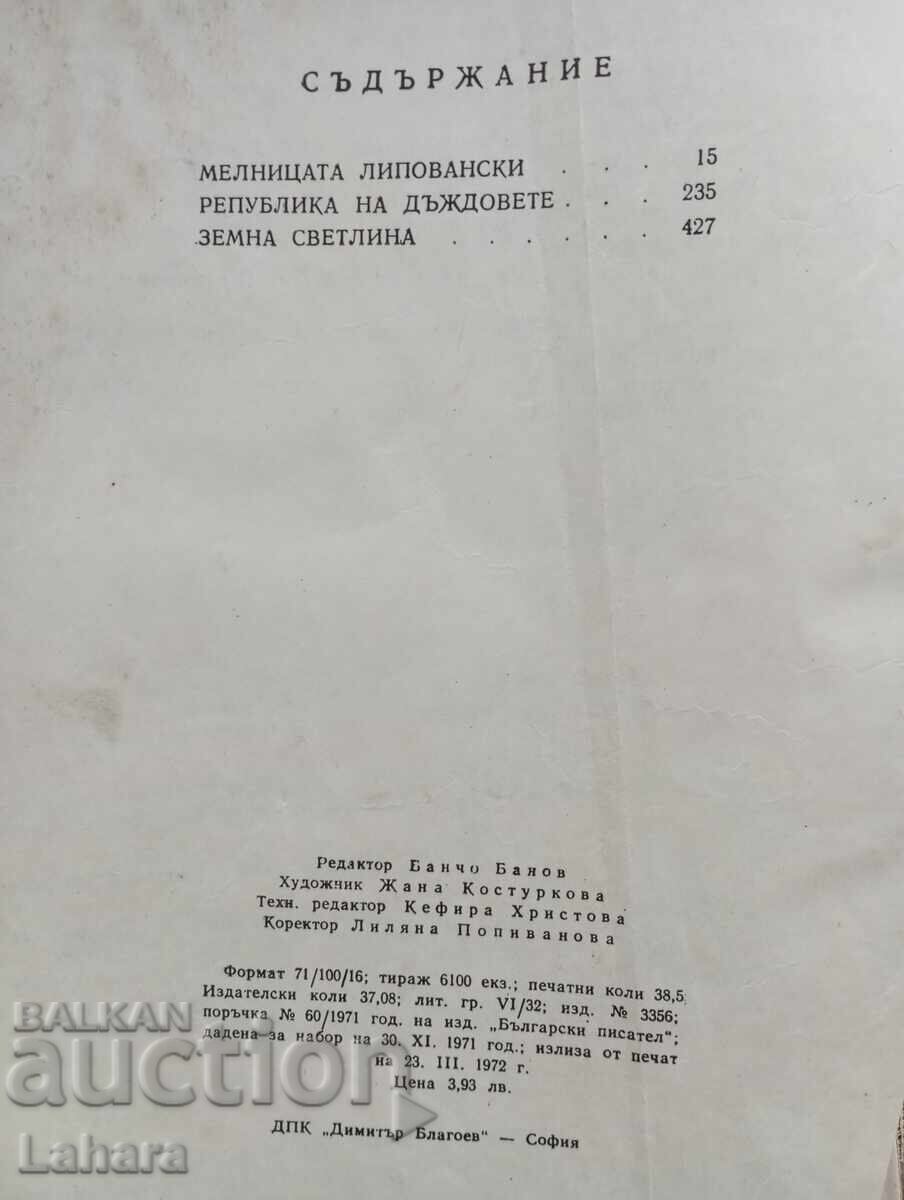 СЪДЪРЖАНИЕ
МЕЛНИЦАТА ЛИПОВАНСКИ . . . 15
РЕПУБЛИКА НА ДЪЖДОВЕТЕ . . . 235
ЗЕМНА СВЕТЛИНА . . . . . . 427
Редактор Банчо Банов
Художник Жана Костуркова
Техн. редактор Кефира Христова
Коректор Лиляна Попиванова
Формат 71/100/16; тираж 6100 екз.; печатни коли 38,5;
Издателски коли 37,08; лит. гр. VI/32; изд. № 3356;
поръчка № 60/1971 год. на изд. „Български писател“;
дадена за набор на 30. XI. 1971 год.; излиза от печат
на 23. III. 1972 г.
Цена 3,93 лв.
ДПК „Димитър Благоев“ — София
BALKAN
auction
Lahara